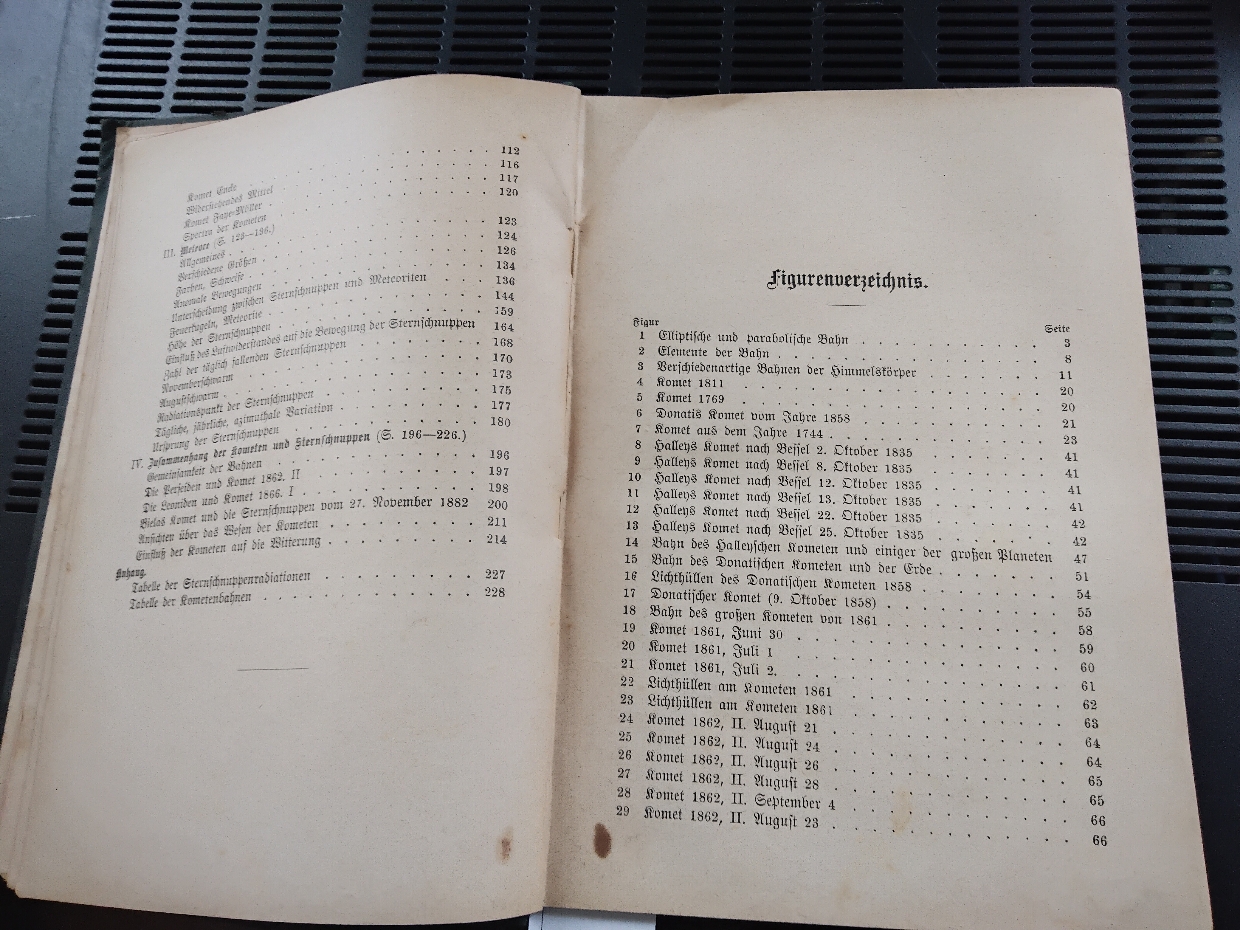 Komet Encke . . . . . . . . 112
Widerstehendes Mittel . . . . . . . . 116
Komet Faye-Möller . . . . . . . . 117
Spectra der Kometen . . . . . . . . 120
III. Meteore (S. 123—196.)
Allgemeines . . . . . . . . 123
Verschiedene Größen . . . . . . . . 124
Farben, Schweife . . . . . . . . 126
Anomale Bewegungen . . . . . . . . 134
Unterscheidung zwischen Sternschnuppen und Meteoriten . . . . 136
Feuerkugeln, Meteorite . . . . . . . . 144
Höhe der Sternschnuppen . . . . . . . . 159
Einfluß des Luftwiderstandes auf die Bewegung der Sternschnuppen 164
Zahl der täglich fallenden Sternschnuppen . . . . . . . . 168
Novemberschwarm . . . . . . . . 170
Augustschwarm . . . . . . . . 173
Radiationspunkt der Sternschnuppen . . . . . . . . 175
Tägliche, jährliche, azimuthale Variation . . . . . . . . 177
Ursprung der Sternschnuppen . . . . . . . . 180
IV. Zusammenhang der Kometen und Sternschnuppen (S. 196—226.)
Gemeinsamkeit der Bahnen . . . . . . . . 196
Die Perseiden und Komet 1862. II . . . . . . . . 197
Die Leoniden und Komet 1866. I . . . . . . . . 198
Bielas Komet und die Sternschnuppen vom 27. November 1882 200
Ansichten über das Wesen der Kometen . . . . . . . . 211
Einfluß der Kometen auf die Witterung . . . . . . . . 214
Anhang.
Tabelle der Sternschnuppenradiationen . . . . . . . . 227
Tabelle der Kometenbahnen . . . . . . . . 228
Figurenverzeichnis.
Figur Seite
1 Elliptische und parabolische Bahn . . . . . . . . 3
2 Elemente der Bahn . . . . . . . . 8
3 Verschiedenartige Bahnen der Himmelskörper . . . . . . . . 11
4 Komet 1811 . . . . . . . . 20
5 Komet 1769 . . . . . . . . 20
6 Donatis Komet vom Jahre 1858 . . . . . . . . 21
7 Komet aus dem Jahre 1744 . . . . . . . . 23
8 Halleys Komet nach Bessel 2. Oktober 1835 . . . . . . . . 41
9 Halleys Komet nach Bessel 8. Oktober 1835 . . . . . . . . 41
10 Halleys Komet nach Bessel 12. Oktober 1835 . . . . . . . . 41
11 Halleys Komet nach Bessel 13. Oktober 1835 . . . . . . . . 41
12 Halleys Komet nach Bessel 22. Oktober 1835 . . . . . . . . 42
13 Halleys Komet nach Bessel 25. Oktober 1835 . . . . . . . . 42
14 Bahn des Halleyschen Kometen und einiger der großen Planeten 47
15 Bahn des Donatischen Kometen und der Erde . . . . . . . . 51
16 Lichthüllen des Donatischen Kometen 1858 . . . . . . . . 54
17 Donatischer Komet (9. Oktober 1858) . . . . . . . . 55
18 Bahn des großen Kometen von 1861 . . . . . . . . 58
19 Komet 1861, Juni 30 . . . . . . . . 59
20 Komet 1861, Juli 1 . . . . . . . . 60
21 Komet 1861, Juli 2. . . . . . . . . 61
22 Lichthüllen am Kometen 1861 . . . . . . . . 62
23 Lichthüllen am Kometen 1861 . . . . . . . . 63
24 Komet 1862, II. August 21 . . . . . . . . 64
25 Komet 1862, II. August 24 . . . . . . . . 64
26 Komet 1862, II. August 26 . . . . . . . . 65
27 Komet 1862, II. August 28 . . . . . . . . 65
28 Komet 1862, II. September 4 . . . . . . . . 66
29 Komet 1862, II. August 23 . . . . . . . . 66